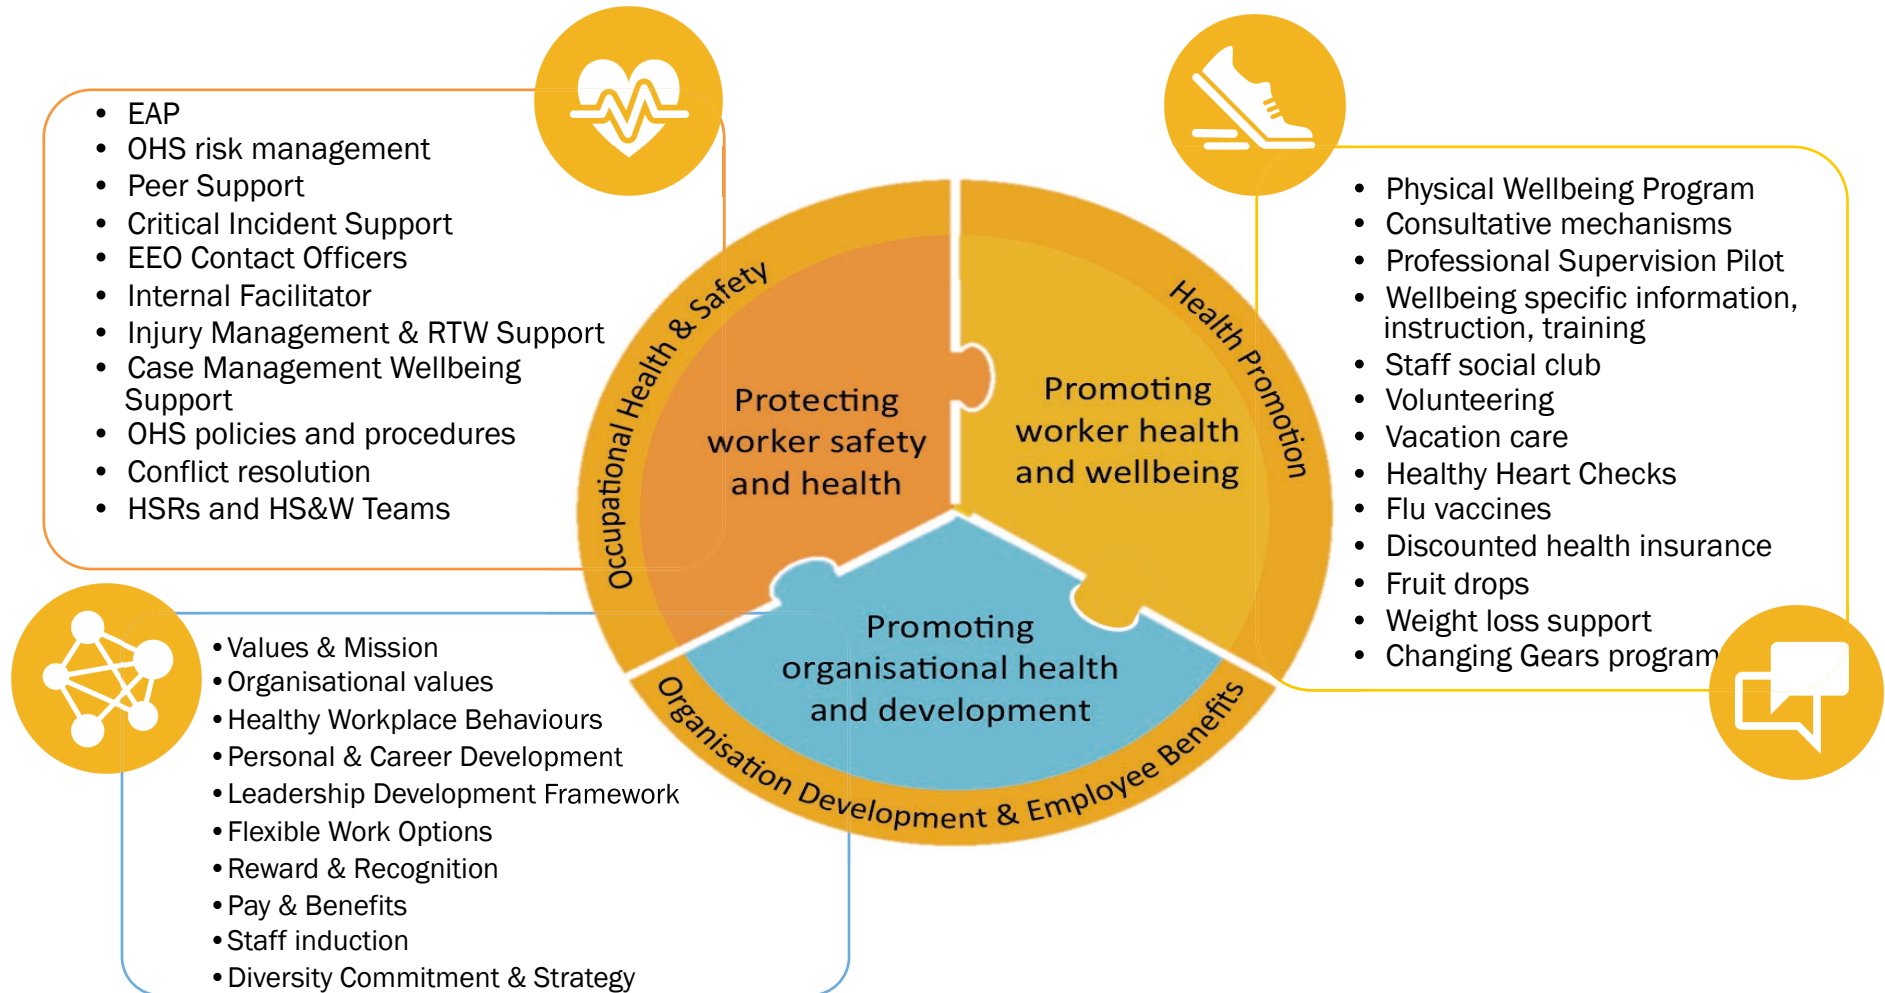 • EAP
• OHS risk management
• Peer Support
• Critical Incident Support
• EEO Contact Officers
• Internal Facilitator
• Injury Management & RTW Support
• Case Management Wellbeing
Support
• OHS policies and procedures
• Conflict resolution
• HSRs and HS&W Teams
Occupational Health & Safety
Protecting
worker safety
and health
Health Promotion
Promoting
worker health
and wellbeing
• Physical Wellbeing Program
• Consultative mechanisms
• Professional Supervision Pilot
• Wellbeing specific information,
instruction, training
• Staff social club
• Volunteering
• Vacation care
• Healthy Heart Checks
• Flu vaccines
• Discounted health insurance
• Fruit drops
• Weight loss support
• Changing Gears program
Promoting
organisational health
and development
Organisation Development & Employee Benefits
• Values & Mission
• Organisational values
• Healthy Workplace Behaviours
• Personal & Career Development
• Leadership Development Framework
• Flexible Work Options
• Reward & Recognition
• Pay & Benefits
• Staff induction
• Diversity Commitment & Strategy